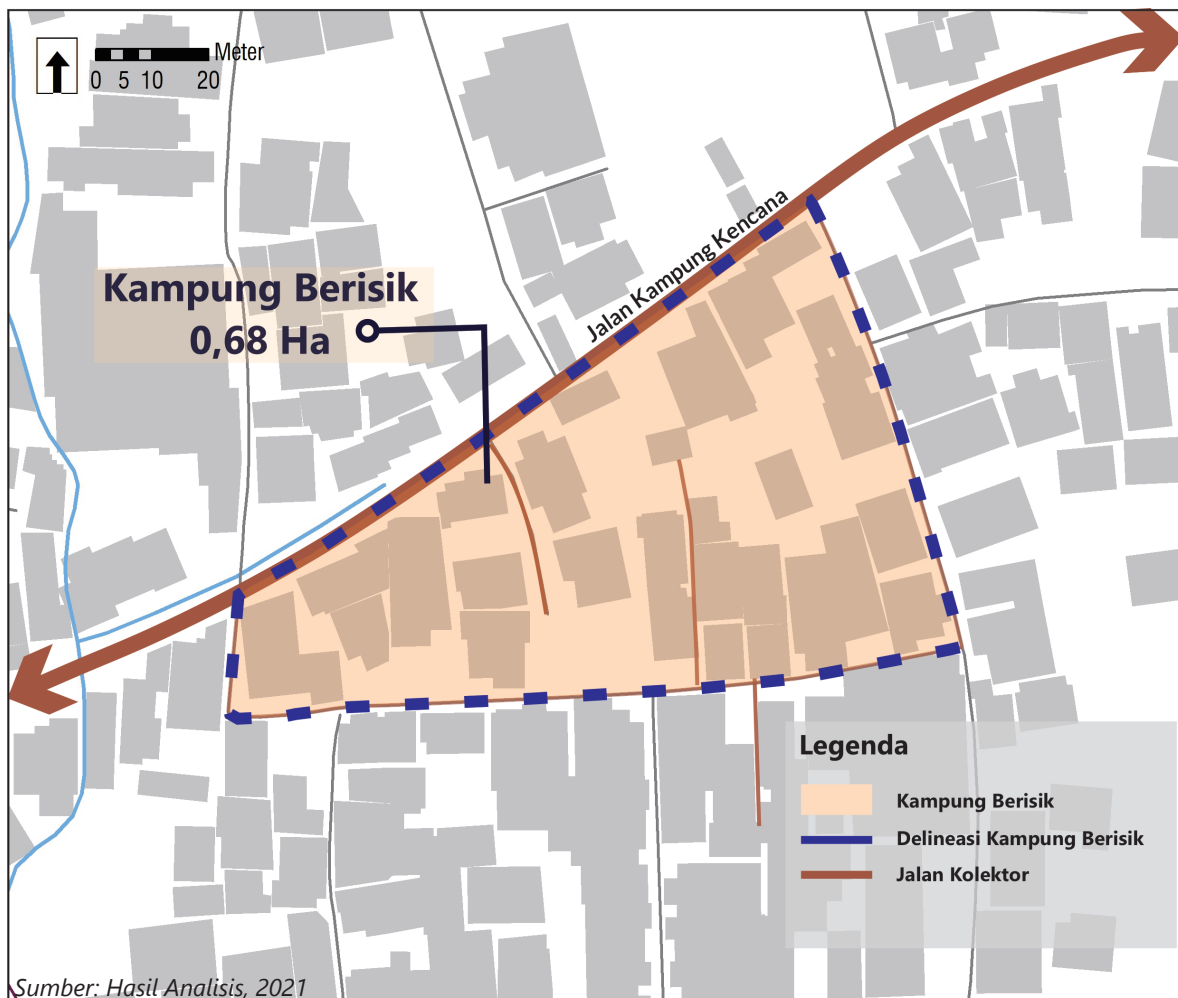 Meter
0 5 10 20
Jalan Kampung Kencana
Kampung Berisik
0,68 Ha
Legenda
Kampung Berisik
Delineasi Kampung Berisik
Jalan Kolektor
Sumber: Hasil Analisis, 2021